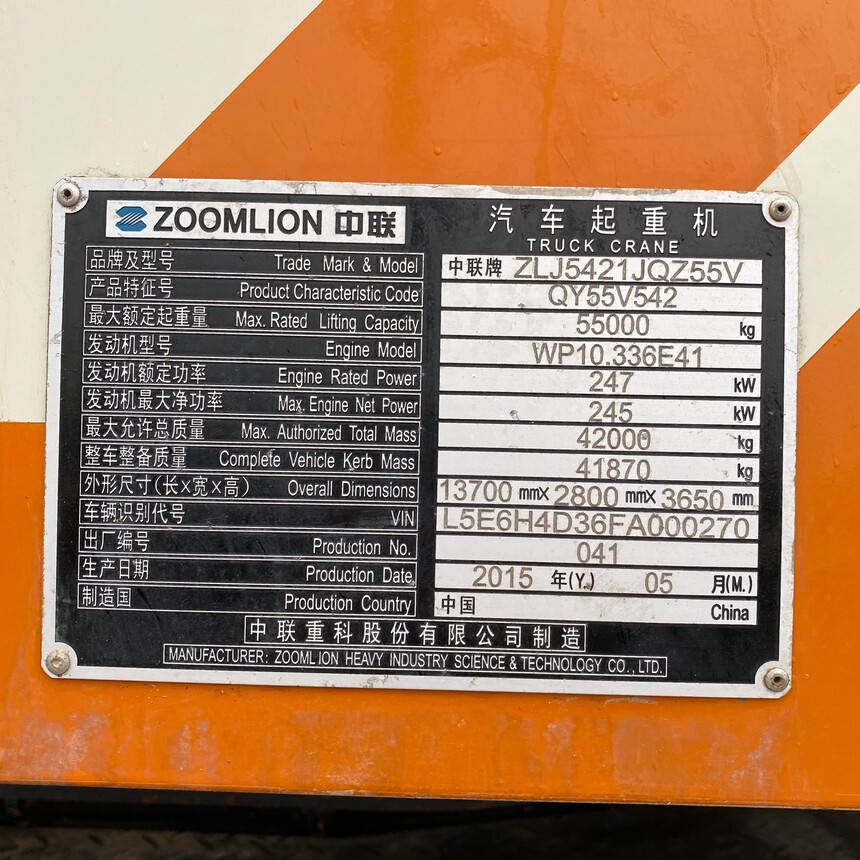 ZOOMLION 中联 汽车起重机
TRUCK CRANE
品牌及型号 Trade Mark & Model 中联牌 ZLJ5421JQZ55V
产品特征号 Product Characteristic Code QY55V542
最大额定起重量 Max. Rated Lifting Capacity 55000 kg
发动机型号 Engine Model WP10.336E41
发动机额定功率 Engine Rated Power 247 kW
发动机最大净功率 Max. Engine Net Power 245 kW
最大允许总质量 Max. Authorized Total Mass 42000 kg
整车整备质量 Complete Vehicle Kerb Mass 41870 kg
外形尺寸(长×宽×高) Overall Dimensions 13700 mm× 2800 mm× 3650 mm
车辆识别代号 VIN L5E6H4D36FA000270
出厂编号 Production No. 041
生产日期 Production Date 2015 年(Y.) 05 月(M.)
制造国 Production Country 中国 China
中联重科股份有限公司制造
MANUFACTURER: ZOOMLION HEAVY INDUSTRY SCIENCE & TECHNOLOGY CO., LTD.